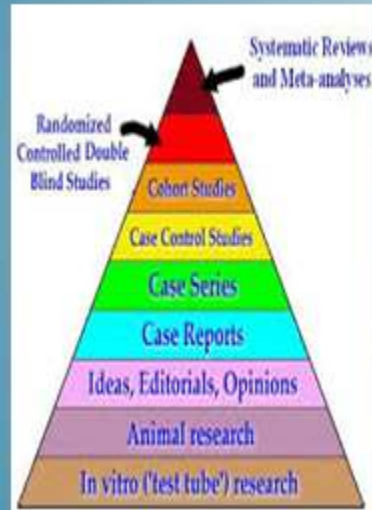 Systematic Reviews
and Meta-analyses
Randomized
Controlled Double
Blind Studies
Cohort Studies
Case Control Studies
Case Series
Case Reports
Ideas, Editorials, Opinions
Animal research
In vitro ('test tube') research